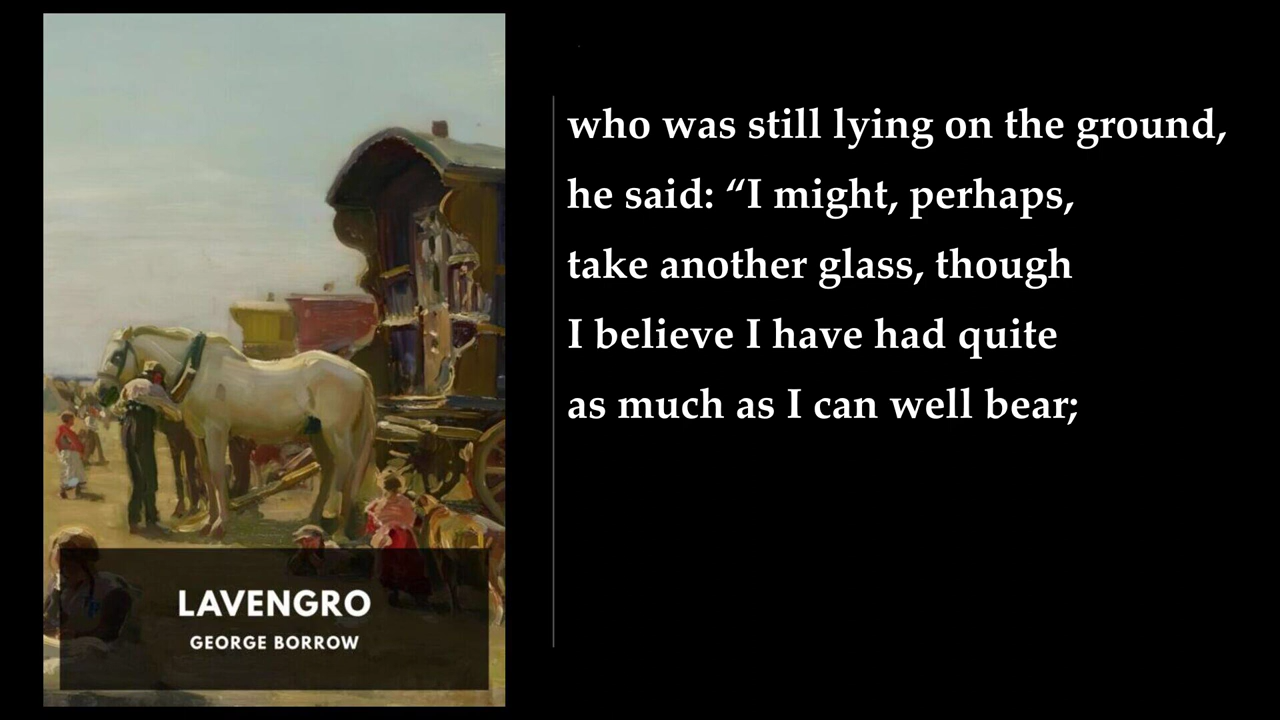 who was still lying on the ground,
he said: “I might, perhaps,
take another glass, though
I believe I have had quite
as much as I can well bear;
LAVENGRO
GEORGE BORROW